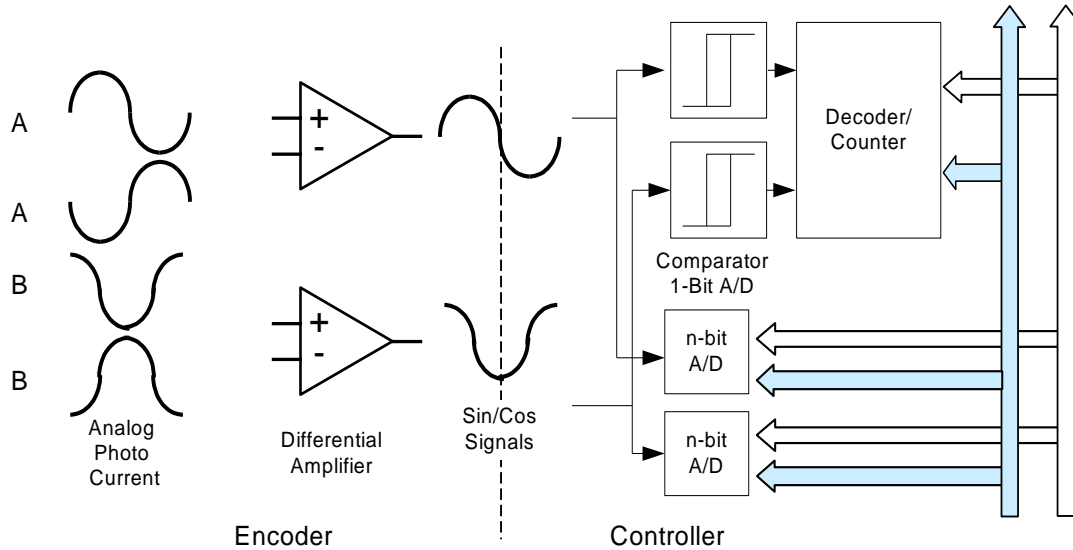 A
A
B
B
+
-
+
-
Analog
Photo
Current
Differential
Amplifier
Sin/Cos
Signals
Comparator
1-Bit A/D
Decoder/
Counter
n-bit
A/D
n-bit
A/D
Encoder
Controller